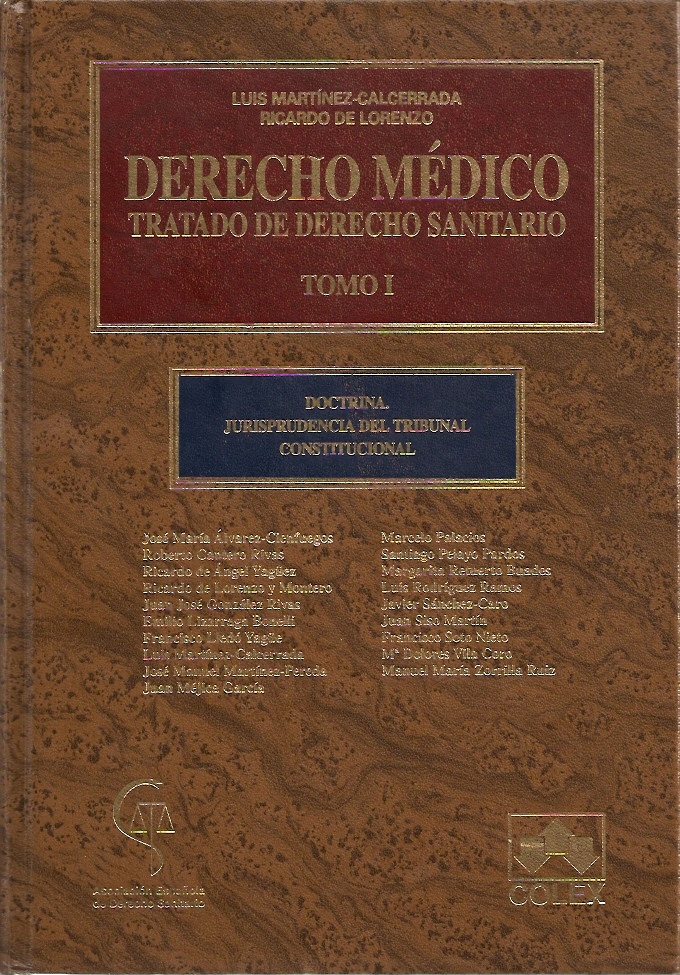 LUIS MARTÍNEZ-CALCERRADA
RICARDO DE LORENZO
DERECHO MÉDICO
TRATADO DE DERECHO SANITARIO
TOMO I
DOCTRINA.
JURISPRUDENCIA DEL TRIBUNAL
CONSTITUCIONAL
José María Álvarez-Cienfuegos
Roberto Cantero Rivas
Ricardo de Ángel Yagüez
Ricardo de Lorenzo y Montero
Juan José González Rivas
Emilio Lizarraga Bonelli
Francisco Lledó Yagüe
Luis Martínez-Calcerrada
José Manuel Martínez-Pereda
Juan Méjica García
Marcelo Palacios
Santiago Pelayo Pardos
Margarita Retuerto Buades
Luis Rodríguez Ramos
Javier Sánchez-Caro
Juan Siso Martín
Francisco Soto Nieto
Mª Dolores Vila Coro
Manuel María Zorrilla Ruiz
Asociación Española
de Derecho Sanitario
COLEX